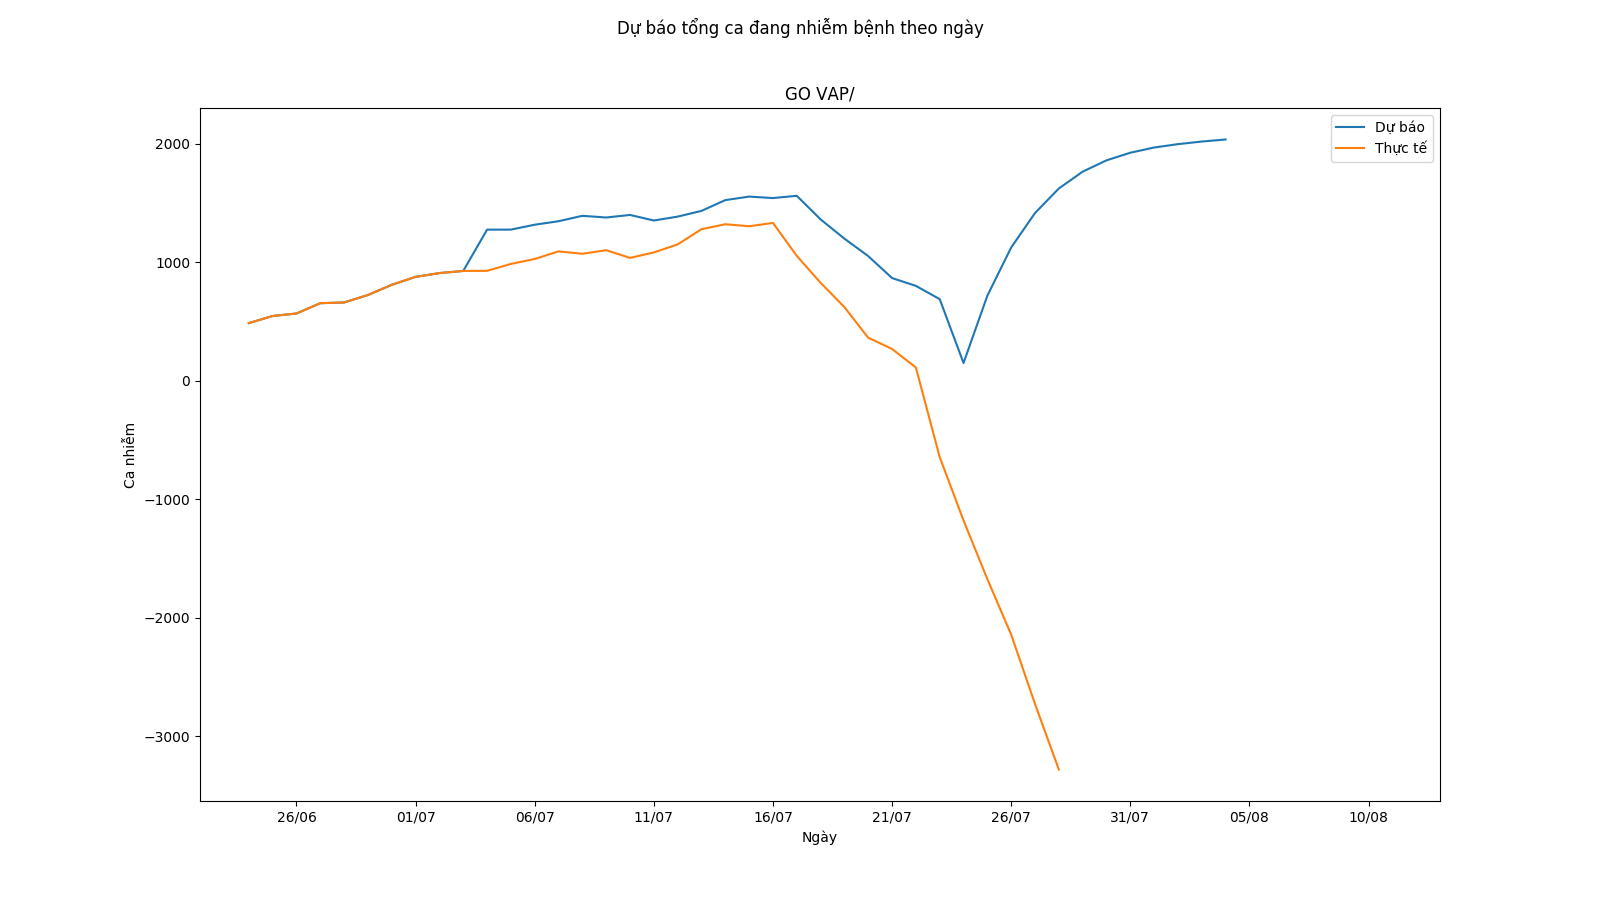 Dự báo tổng ca đang nhiễm bệnh theo ngày
GO VAP/
Dự báo
Thực tế
2000
1000
0
−1000
−2000
−3000
Ca nhiễm
26/06 01/07 06/07 11/07 16/07 21/07 26/07 31/07 05/08 10/08
Ngày